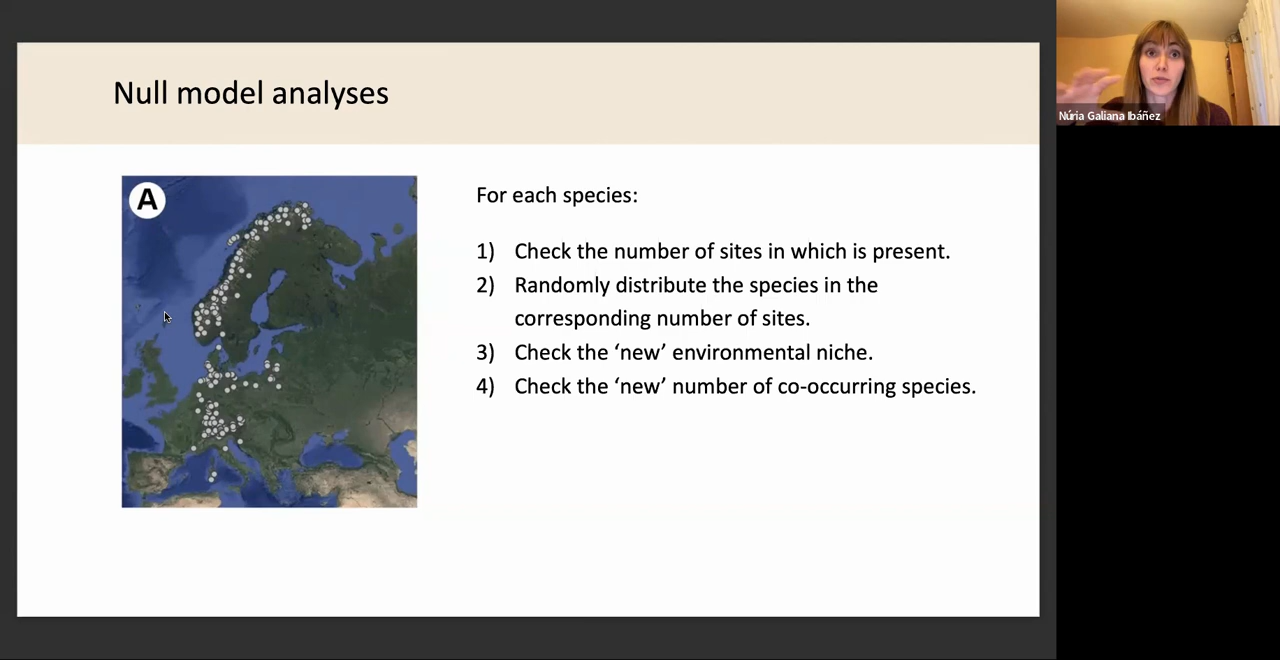 Null model analyses
A
For each species:
1) Check the number of sites in which is present.
2) Randomly distribute the species in the
corresponding number of sites.
3) Check the ‘new’ environmental niche.
4) Check the ‘new’ number of co-occurring species.
Núria Galiana Ibáñez